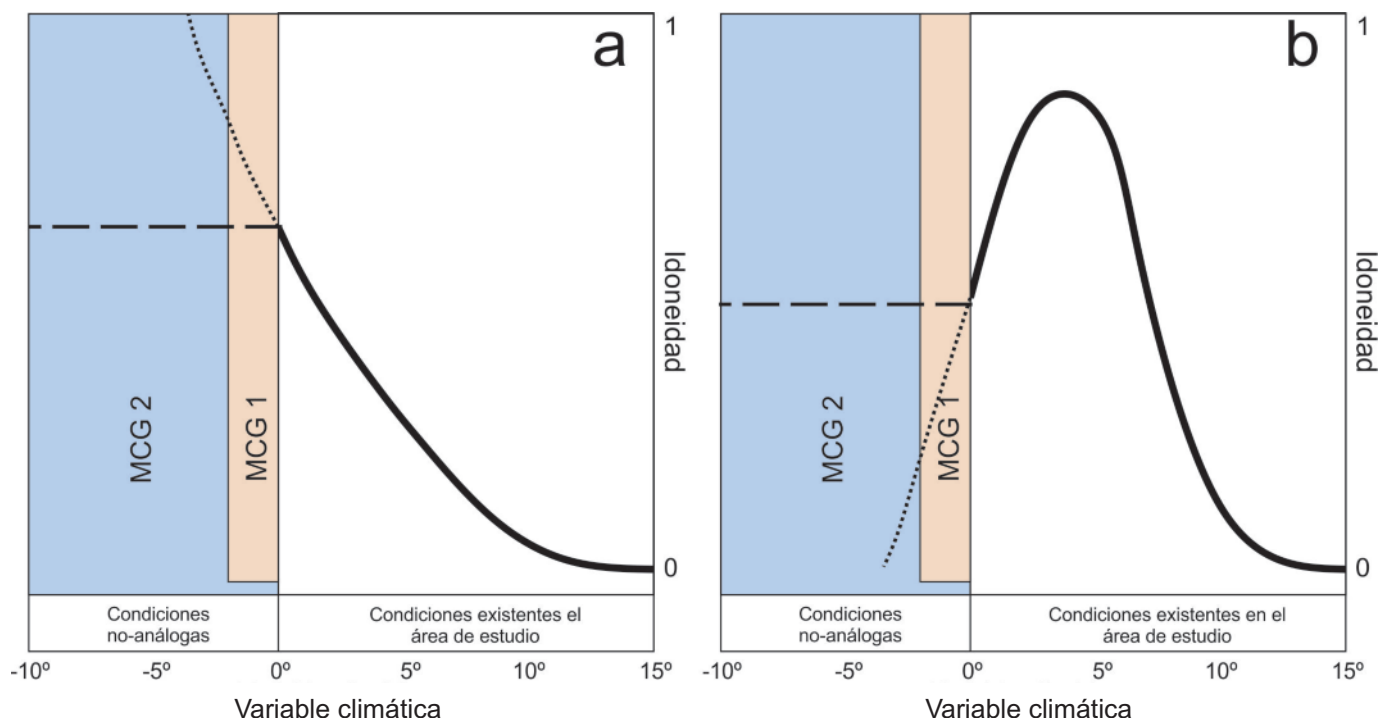 a
1
Idoneidad
0
MCG 2
MCG 1
Condiciones
no-análogas
Condiciones existentes el
área de estudio
-10º
-5º
0º
5º
10º
15º
Variable climática
b
1
Idoneidad
0
MCG 2
MCG 1
Condiciones
no-análogas
Condiciones existentes en el
área de estudio
-10º
-5º
0º
5º
10º
15º
Variable climática